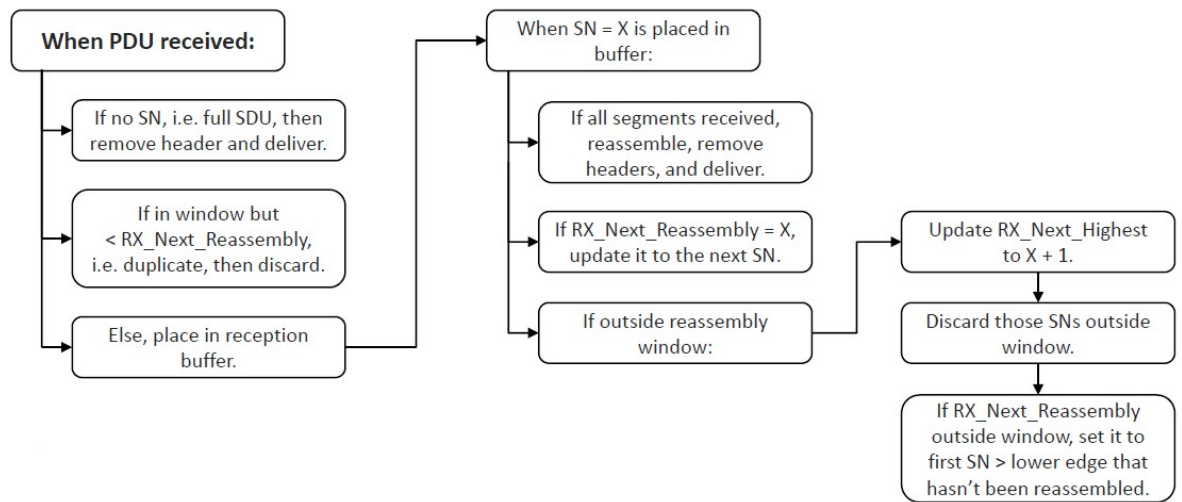 When PDU received:
If no SN, i.e. full SDU, then
remove header and deliver.
If in window but
< RX_Next_Reassembly,
i.e. duplicate, then discard.
Else, place in reception
buffer.
When SN = X is placed in
buffer:
If all segments received,
reassemble, remove
headers, and deliver.
If RX_Next_Reassembly = X,
update it to the next SN.
If outside reassembly
window:
Update RX_Next_Highest
to X + 1.
Discard those SNs outside
window.
If RX_Next_Reassembly
outside window, set it to
first SN > lower edge that
hasn't been reassembled.